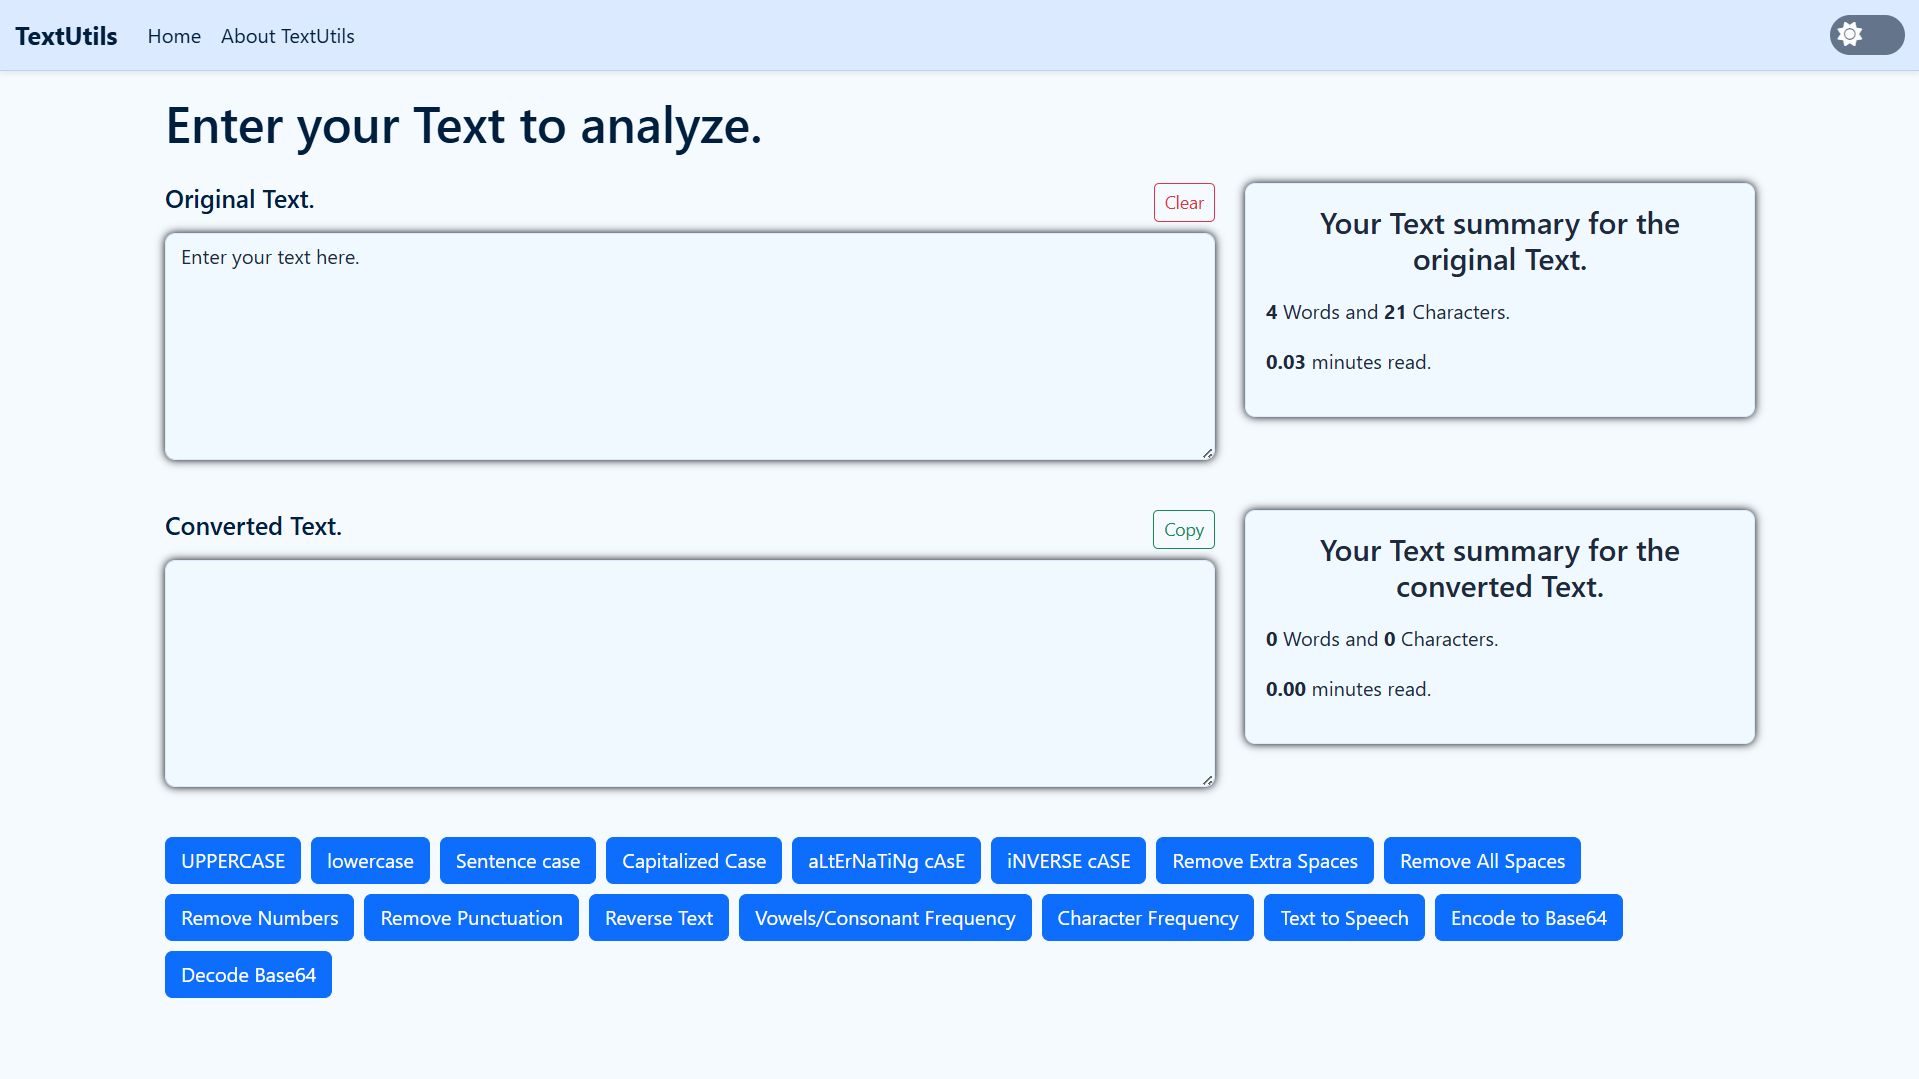 TextUtils Home About TextUtils
Enter your Text to analyze.
Original Text.
Clear
Enter your text here.
Your Text summary for the
original Text.
4 Words and 21 Characters.
0.03 minutes read.
Converted Text.
Copy
Your Text summary for the
converted Text.
0 Words and 0 Characters.
0.00 minutes read.
UPPERCASE lowercase Sentence case Capitalized Case aLtErNaTiNg cAsE iNVERSE cASE Remove Extra Spaces Remove All Spaces
Remove Numbers Remove Punctuation Reverse Text Vowels/Consonant Frequency Character Frequency Text to Speech Encode to Base64
Decode Base64